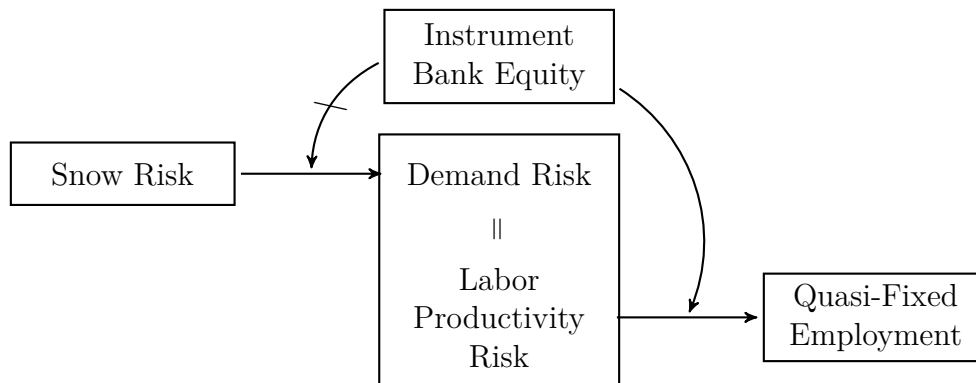 Instrument
Bank Equity
Snow Risk
Demand Risk
=
Labor
Productivity
Risk
Quasi-Fixed
Employment